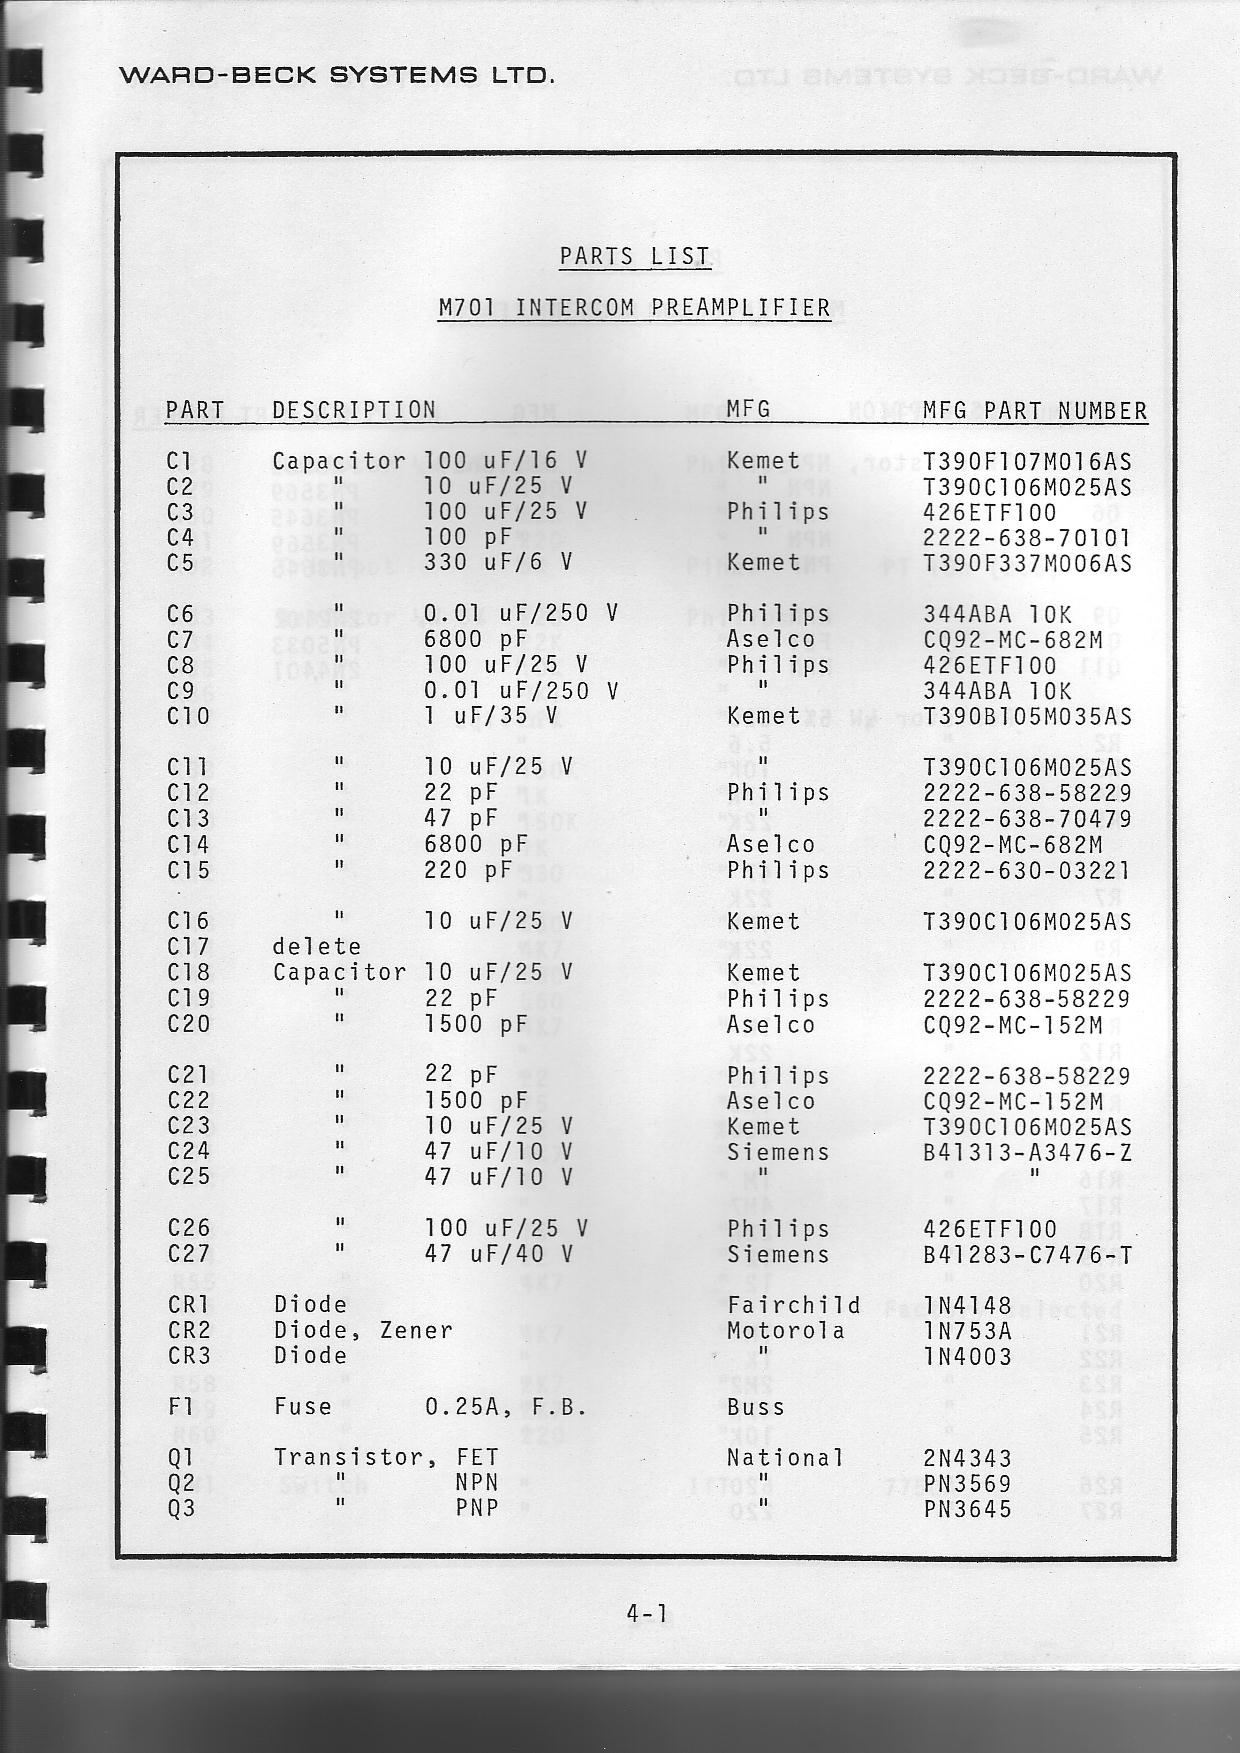 WARD-BECK SYSTEMS LTD.
PARTS LIST
M701 INTERCOM PREAMPLIFIER
PART DESCRIPTION MFG MFG PART NUMBER
C1 Capacitor 100 uF/16 V Kemet T390F107M016AS
C2 " 10 uF/25 V " T390C106M025AS
C3 " 100 uF/25 V Philips 426ETF100
C4 " 100 pF " 2222-638-70101
C5 " 330 uF/6 V Kemet T390F337M006AS
C6 " 0.01 uF/250 V Philips 344ABA 10K
C7 " 6800 pF Aselco CQ92-MC-682M
C8 " 100 uF/25 V Philips 426ETF100
C9 " 0.01 uF/250 V " 344ABA 10K
C10 " 1 uF/35 V Kemet T390B105M035AS
C11 " 10 uF/25 V " T390C106M025AS
C12 " 22 pF Philips 2222-638-58229
C13 " 47 pF " 2222-638-70479
C14 " 6800 pF Aselco CQ92-MC-682M
C15 " 220 pF Philips 2222-630-03221
C16 " 10 uF/25 V Kemet T390C106M025AS
C17 delete
C18 Capacitor 10 uF/25 V Kemet T390C106M025AS
C19 " 22 pF Philips 2222-638-58229
C20 " 1500 pF Aselco CQ92-MC-152M
C21 " 22 pF Philips 2222-638-58229
C22 " 1500 pF Aselco CQ92-MC-152M
C23 " 10 uF/25 V Kemet T390C106M025AS
C24 " 47 uF/10 V Siemens B41313-A3476-Z
C25 " 47 uF/10 V " "
C26 " 100 uF/25 V Philips 426ETF100
C27 " 47 uF/40 V Siemens B41283-C7476-T
CR1 Diode Fairchild 1N4148
CR2 Diode, Zener Motorola 1N753A
CR3 Diode " 1N4003
F1 Fuse 0.25A, F.B. Buss
Q1 Transistor, FET National 2N4343
Q2 " NPN " PN3569
Q3 " PNP " PN3645
4-1